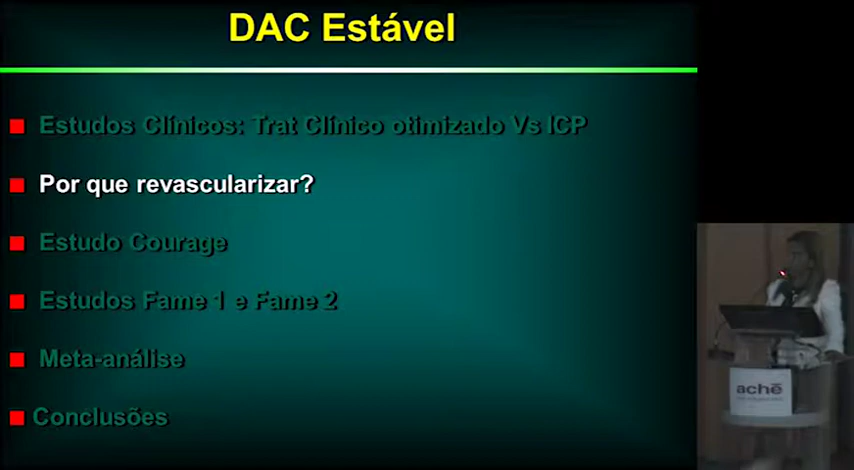 DAC Estável
Estudos Clínicos: Trat Clínico otimizado Vs ICP
Por que revascularizar?
Estudo Courage
Estudos Fame 1 e Fame 2
Meta-análise
Conclusões
achē